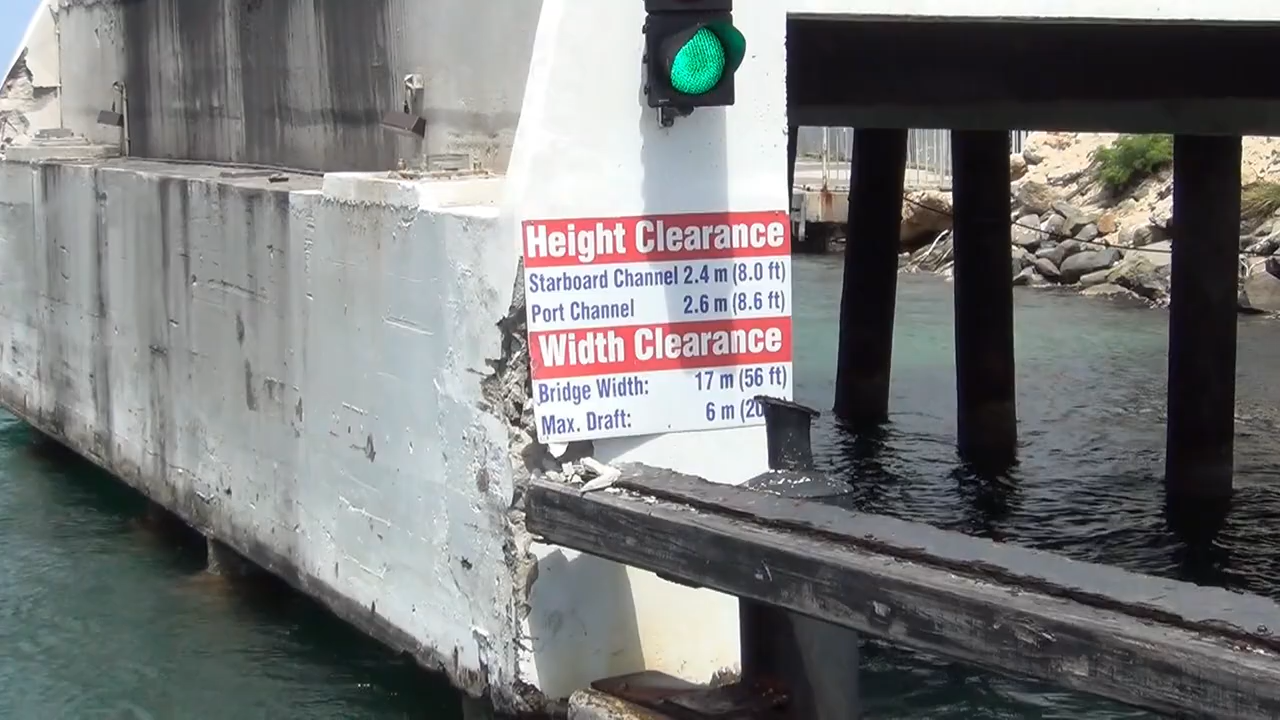 Height Clearance
Starboard Channel 2.4 m (8.0 ft)
Port Channel 2.6 m (8.6 ft)
Width Clearance
Bridge Width: 17 m (56 ft)
Max. Draft: 6 m (20